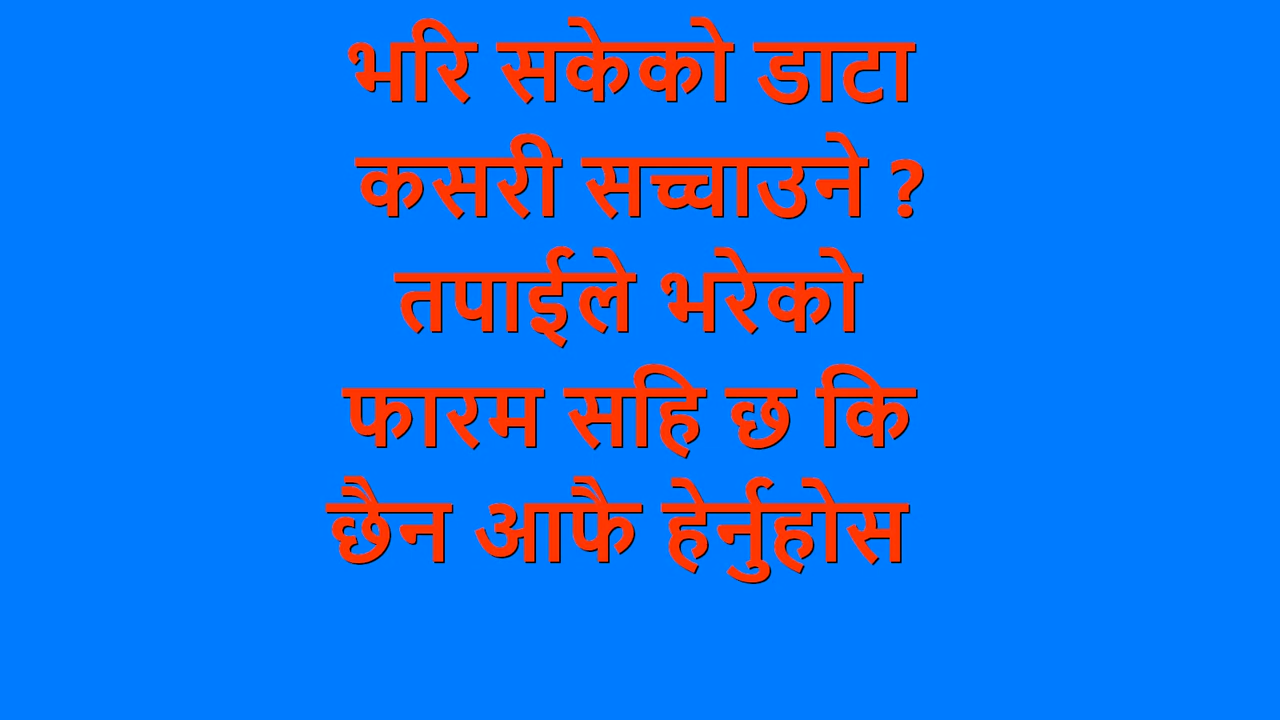 भरि सकेको डाटा
कसरी सच्चाउने ?
तपाईले भरेको
फारम सहि छ कि
छैन आफै हेर्नुहोस